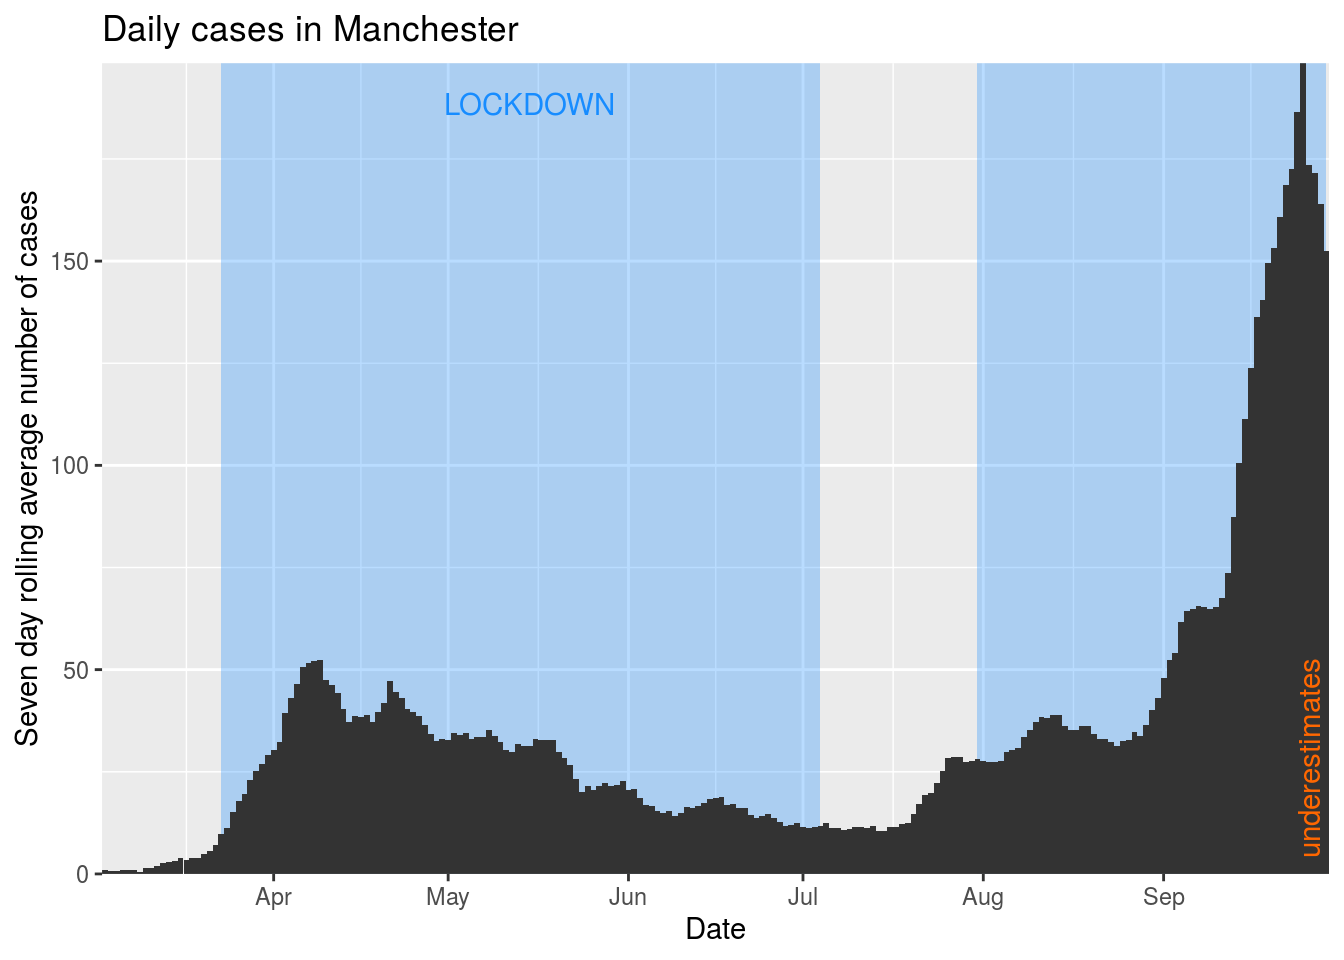 Daily cases in Manchester
LOCKDOWN
Seven day rolling average number of cases
150
100
50
0
underestimates
Apr
May
Jun
Jul
Aug
Sep
Date